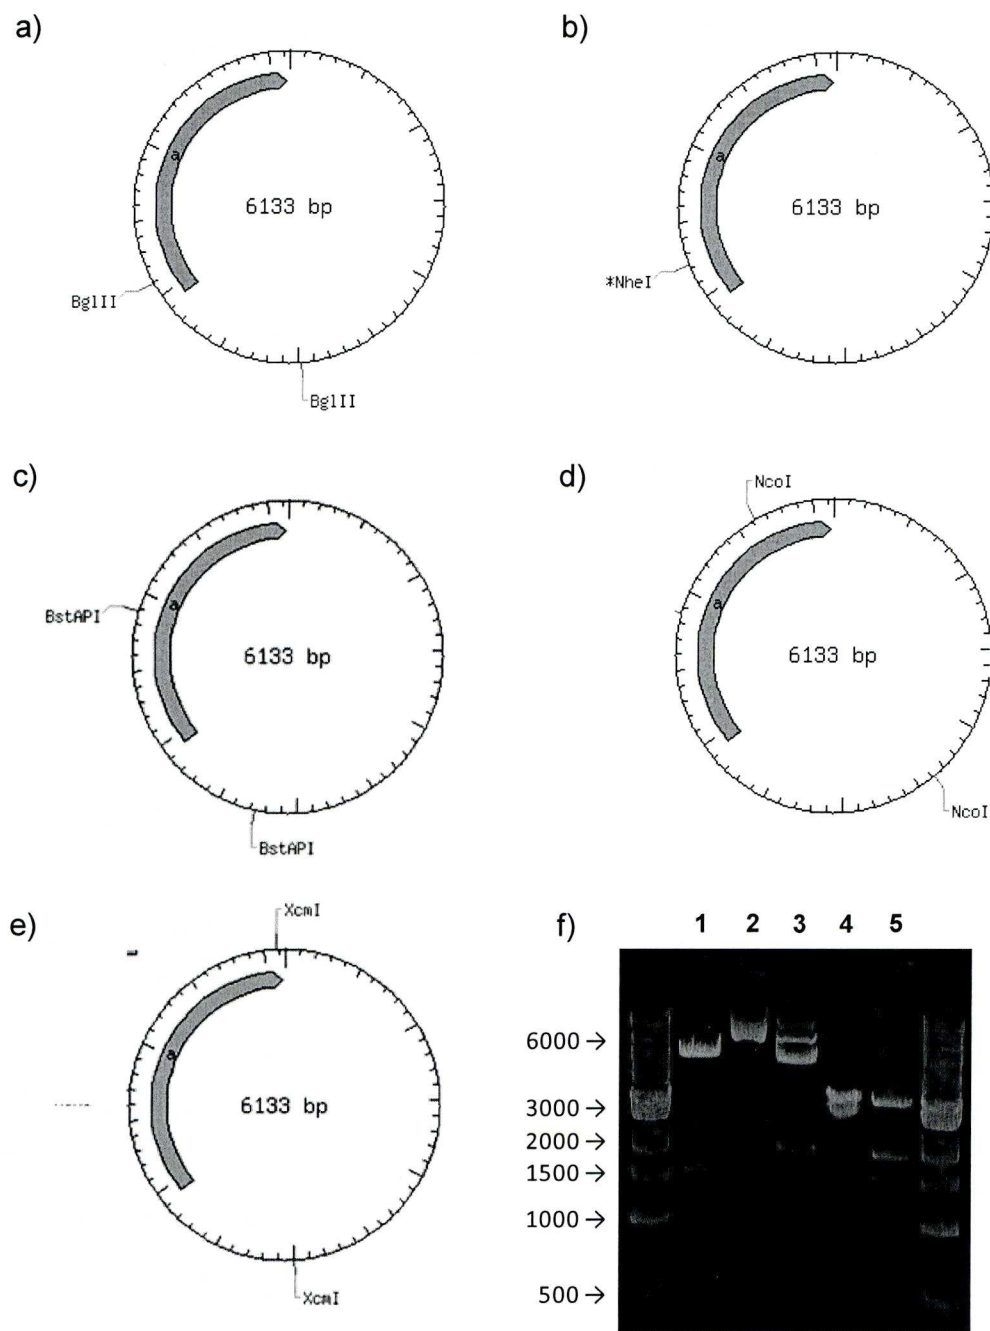 a)
b)
a
6133 bp
BglII
BglII
a
6133 bp
*NheI
c)
d)
BstAPI
a
6133 bp
BstAPI
NcoI
a
6133 bp
NcoI
e)
f)
XcmI
a
6133 bp
XcmI
1 2 3 4 5
6000 →
3000 →
2000 →
1500 →
1000 →
500 →